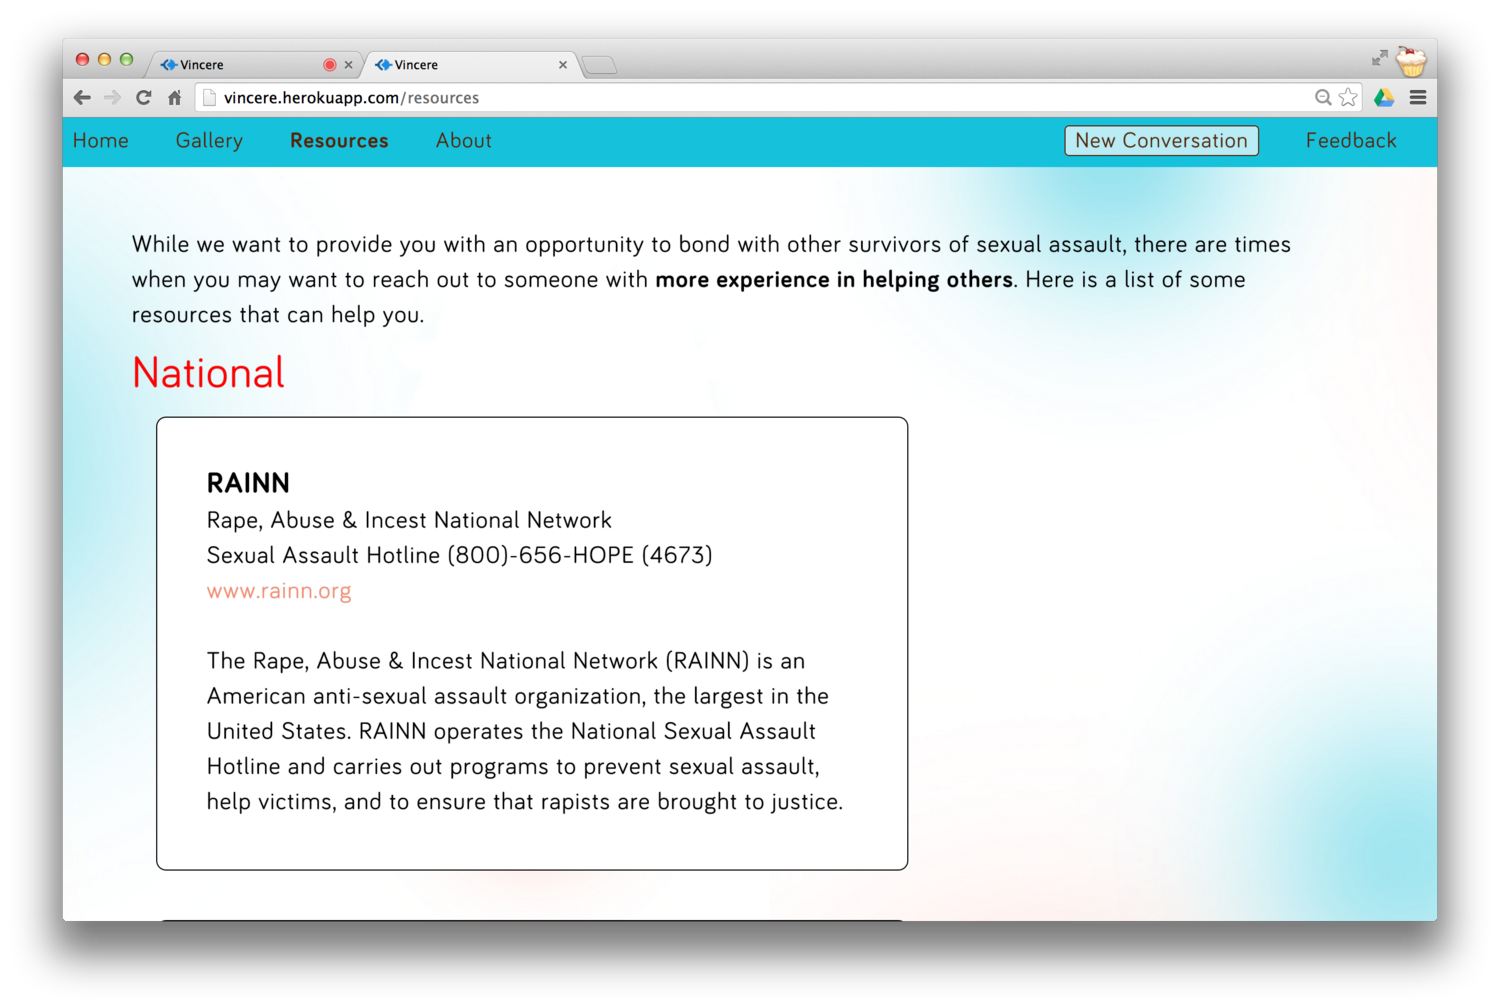 Vincere
Vincere
vincere.herokuapp.com/resources
Home Gallery Resources About New Conversation Feedback
While we want to provide you with an opportunity to bond with other survivors of sexual assault, there are times
when you may want to reach out to someone with more experience in helping others. Here is a list of some
resources that can help you.
National
RAINN
Rape, Abuse & Incest National Network
Sexual Assault Hotline (800)-656-HOPE (4673)
www.rainn.org
The Rape, Abuse & Incest National Network (RAINN) is an
American anti-sexual assault organization, the largest in the
United States. RAINN operates the National Sexual Assault
Hotline and carries out programs to prevent sexual assault,
help victims, and to ensure that rapists are brought to justice.